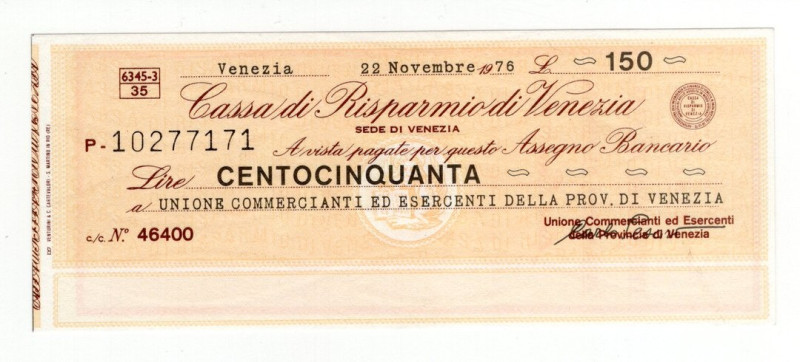 Venezia 22 Novembre 1976 £ 150
6345-3
35
Cassa di Risparmio di Venezia
SEDE DI VENEZIA
P-10277171
A vista pagate per questo Assegno Bancario
Lire CENTOCINQUANTA
a UNIONE COMMERCIANTI ED ESERCENTI DELLA PROV. DI VENEZIA
c/c. N° 46400
Unione Commercianti ed Esercenti
della Provincia di Venezia